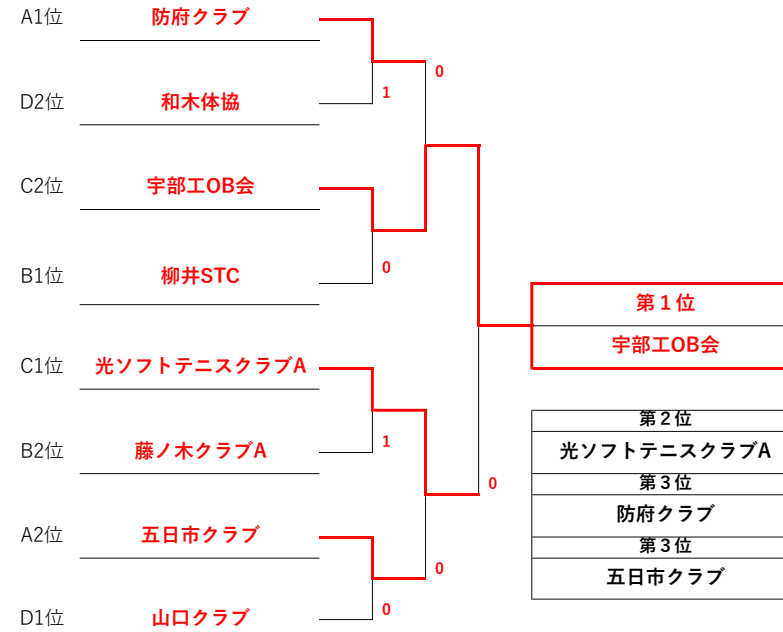 A1位 防府クラブ
0
D2位 和木体協 1
C2位 宇部工OB会
B1位 柳井STC 0
第１位
宇部工OB会
C1位 光ソフトテニスクラブA
第２位
B2位 藤ノ木クラブA 1
光ソフトテニスクラブA
第３位
0
防府クラブ
A2位 五日市クラブ
第３位
0
五日市クラブ
D1位 山口クラブ 0